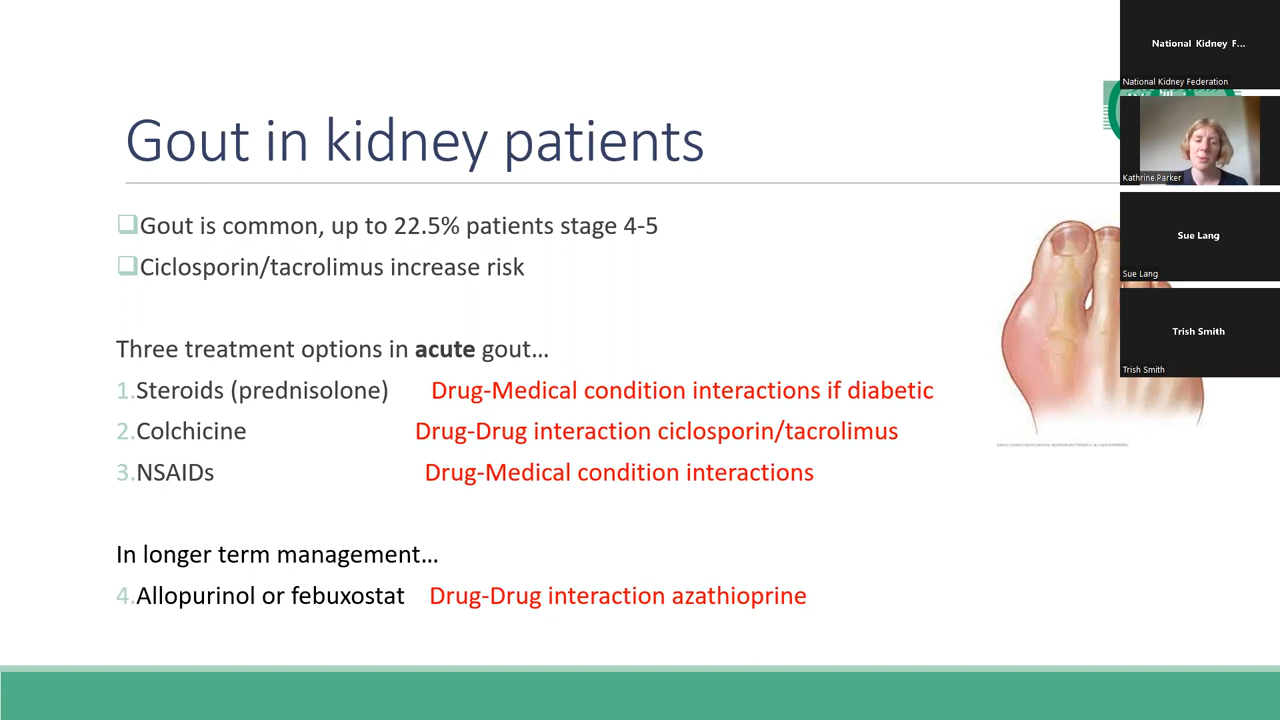 Gout in kidney patients
Gout is common, up to 22.5% patients stage 4-5
Ciclosporin/tacrolimus increase risk
Three treatment options in acute gout...
1.Steroids (prednisolone) Drug-Medical condition interactions if diabetic
2.Colchicine Drug-Drug interaction ciclosporin/tacrolimus
3.NSAIDs Drug-Medical condition interactions
In longer term management...
4.Allopurinol or febuxostat Drug-Drug interaction azathioprine
National Kidney F...
National Kidney Federation
Kathrine.Parker
Sue Lang
Sue Lang
Trish Smith
Trish Smith